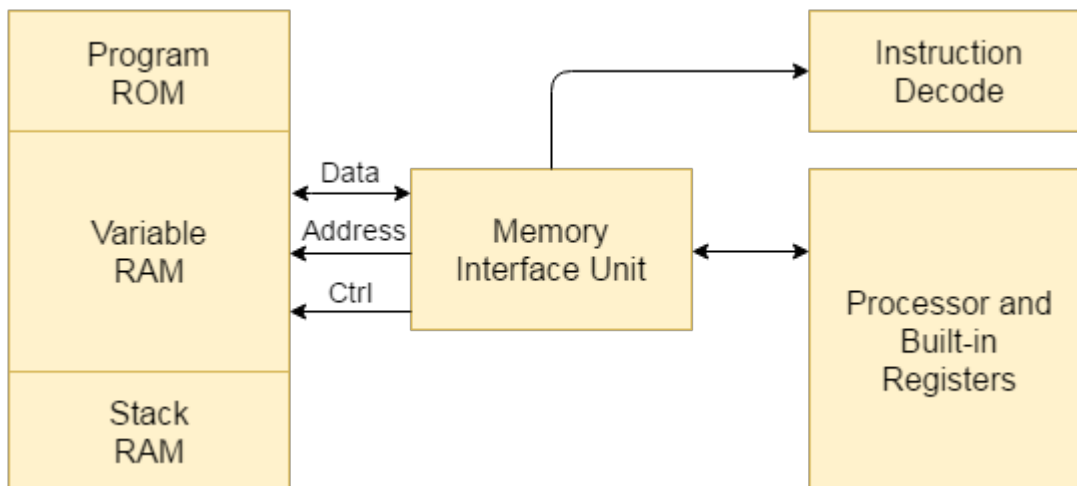 Program
ROM
Variable
RAM
Stack
RAM
Data
Address
Ctrl
Memory
Interface Unit
Instruction
Decode
Processor and
Built-in
Registers